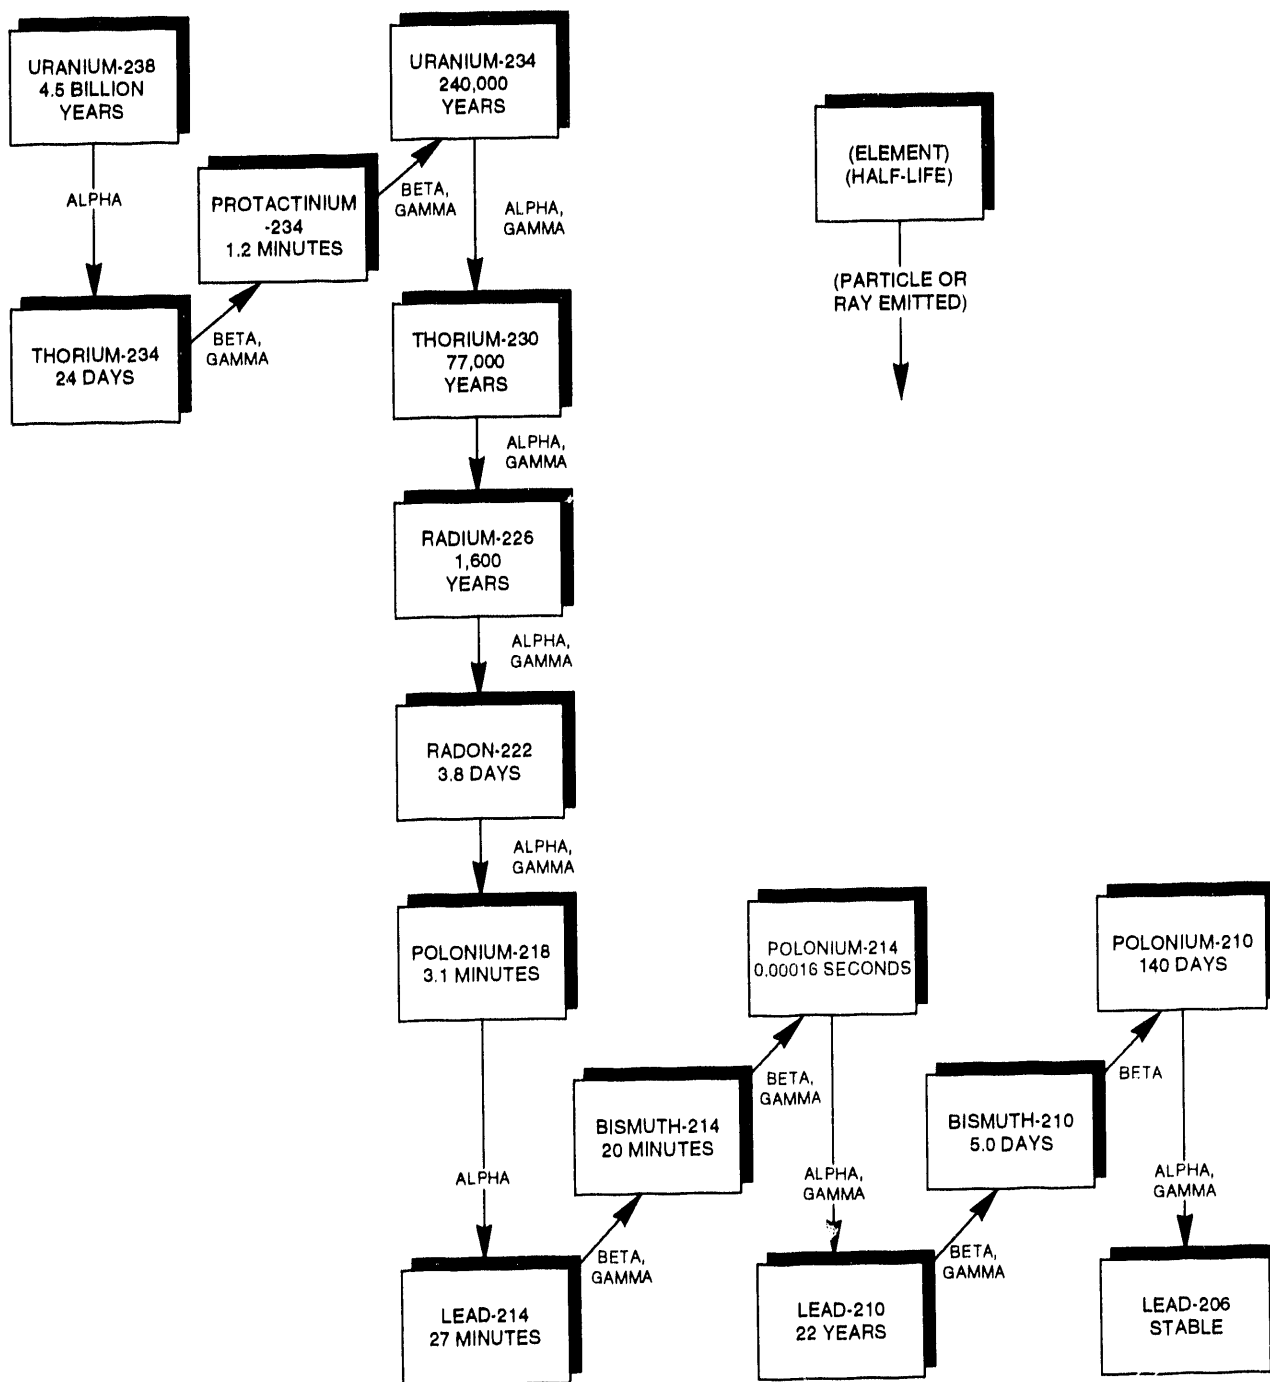 URANIUM-238
4.5 BILLION
YEARS
ALPHA
THORIUM-234
24 DAYS
BETA,
GAMMA
PROTACTINIUM
-234
1.2 MINUTES
BETA,
GAMMA
URANIUM-234
240,000
YEARS
ALPHA,
GAMMA
THORIUM-230
77,000
YEARS
ALPHA,
GAMMA
RADIUM-226
1,600
YEARS
ALPHA,
GAMMA
RADON-222
3.8 DAYS
ALPHA,
GAMMA
POLONIUM-218
3.1 MINUTES
ALPHA
LEAD-214
27 MINUTES
BETA,
GAMMA
BISMUTH-214
20 MINUTES
BETA,
GAMMA
POLONIUM-214
0.00016 SECONDS
ALPHA,
GAMMA
LEAD-210
22 YEARS
BETA,
GAMMA
BISMUTH-210
5.0 DAYS
BETA
POLONIUM-210
140 DAYS
ALPHA,
GAMMA
LEAD-206
STABLE
(ELEMENT)
(HALF-LIFE)
(PARTICLE OR
RAY EMITTED)